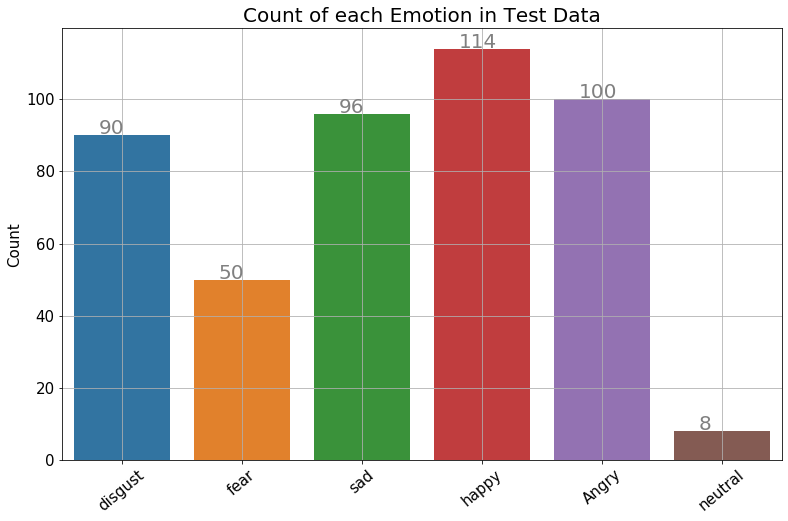 Count of each Emotion in Test Data
Count
100
80
60
40
20
0
90
50
96
114
100
8
disgust
fear
sad
happy
Angry
neutral